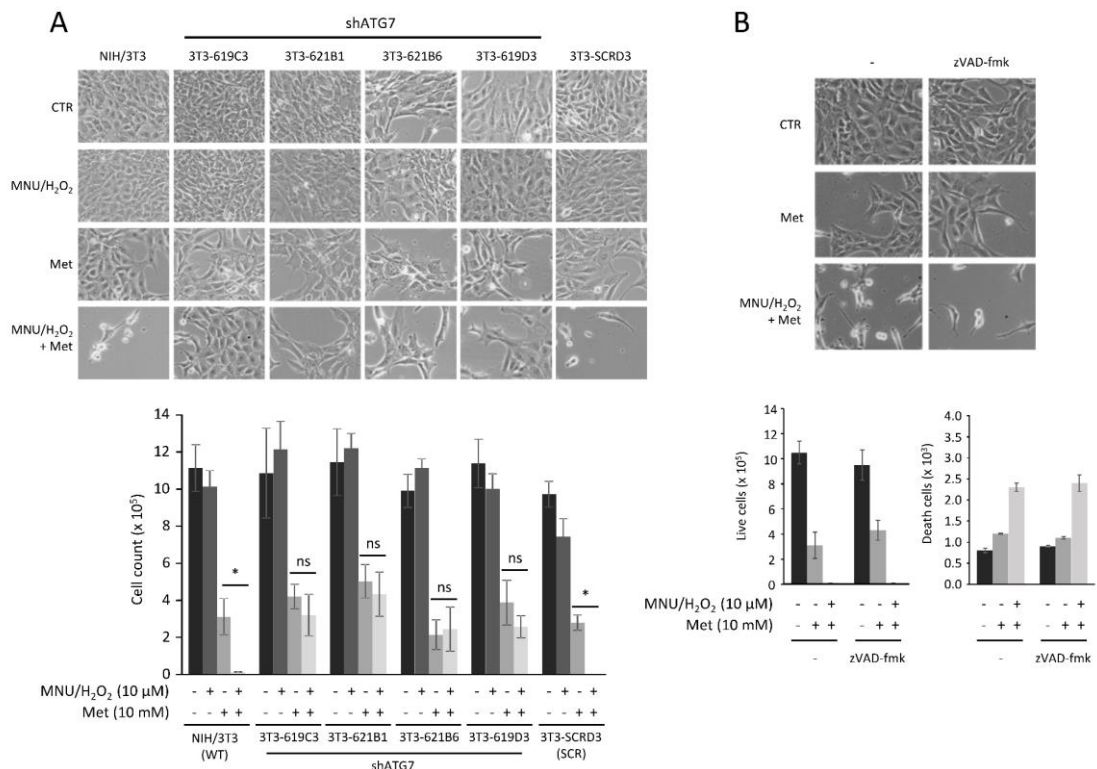 A
shATG7
NIH/3T3 3T3-619C3 3T3-621B1 3T3-621B6 3T3-619D3 3T3-SCRD3
CTR
MNU/H₂O₂
Met
MNU/H₂O₂
+ Met
Cell count (x 10⁵)
14
12
10
8
6
4
2
0
* ns ns ns ns *
MNU/H₂O₂ (10 µM) - + - + - + - + - + - + - + - + - + - + - + - +
Met (10 mM) - - + + - - + + - - + + - - + + - - + + - - + +
NIH/3T3 3T3-619C3 3T3-621B1 3T3-621B6 3T3-619D3 3T3-SCRD3
(WT) (SCR)
shATG7
B
- zVAD-fmk
CTR
Met
MNU/H₂O₂
+ Met
Live cells (x 10⁵)
14
12
10
8
6
4
2
0
Death cells (x 10³)
4.0
3.5
3.0
2.5
2.0
1.5
1.0
0.5
0.0
MNU/H₂O₂ (10 µM) - - + - - + - - + - - +
Met (10 mM) - + + - + + - + + - + +
- zVAD-fmk - zVAD-fmk